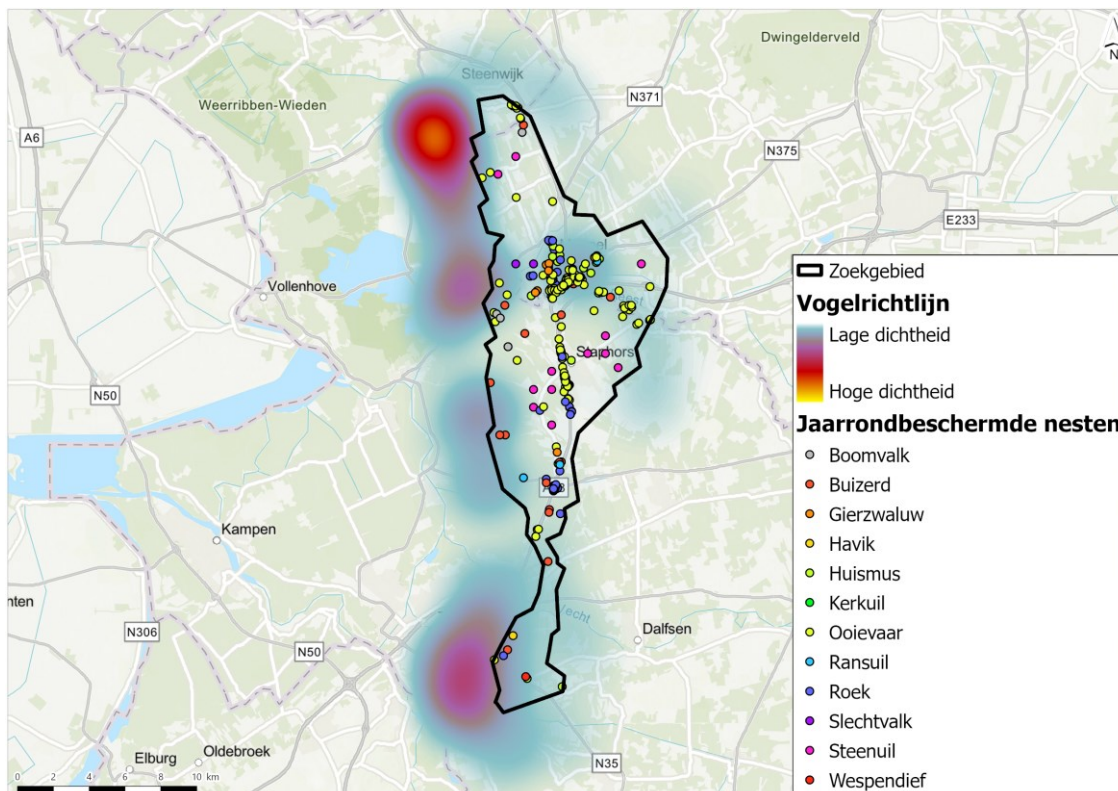 Dwingelderveld
N
Steenwijk
N371
Weerribben-Wieden
A6
N375
E233
Vollenhove
Staphors
N50
Kampen
N306
N50
Dalfsen
Elburg
Oldebroek
N35
0 2 4 6 8 10 km
Zoekgebied
Vogelrichtlijn
Lage dichtheid
Hoge dichtheid
Jaarrondbeschermde nesten
Boomvalk
Buizerd
Gierzwaluw
Havik
Huismus
Kerkuil
Ooievaar
Ransuil
Roek
Slechtvalk
Steenuil
Wespendief